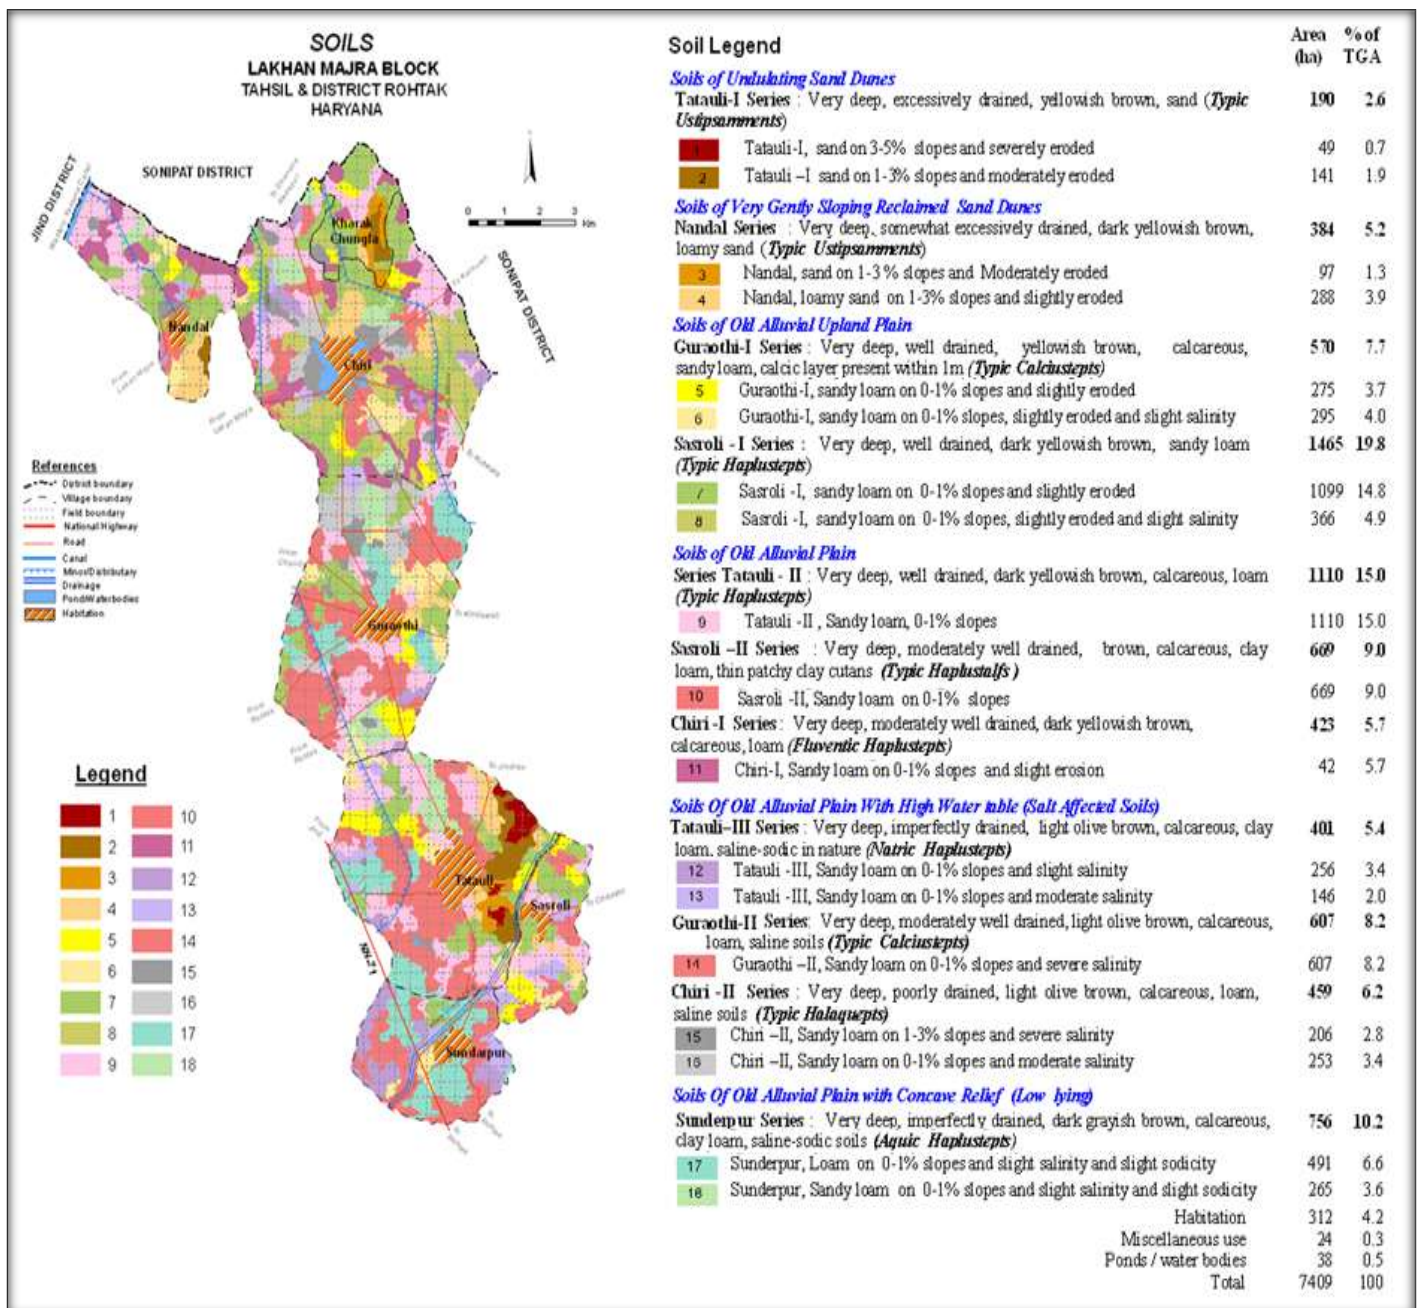 SOILS
LAKHAN MAJRA BLOCK
TAHSIL & DISTRICT ROHTAK
HARYANA
JIND DISTRICT
SONIPAT DISTRICT
SONIPAT DISTRICT
0 1 2 3 Km
Kharak
Chungta
Nandal
Chiri
Guraothi
Tatauli
Sasroli
NH-71
Sundarpur
References
District boundary
Village boundary
Field boundary
National Highway
Road
Canal
Minor/Distributary
Drainage
Pond/Waterbodies
Habitation
Legend
1 10
2 11
3 12
4 13
5 14
6 15
7 16
8 17
9 18
Soil Legend
Area % of
(ha) TGA
Soils of Undulating Sand Dunes
Tatauli-I Series : Very deep, excessively drained, yellowish brown, sand (Typic 190 2.6
Ustipsamments)
1 Tatauli-I, sand on 3-5% slopes and severely eroded 49 0.7
2 Tatauli –I sand on 1-3% slopes and moderately eroded 141 1.9
Soils of Very Gently Sloping Reclaimed Sand Dunes
Nandal Series : Very deep, somewhat excessively drained, dark yellowish brown, 384 5.2
loamy sand (Typic Ustipsamments)
3 Nandal, sand on 1-3 % slopes and Moderately eroded 97 1.3
4 Nandal, loamy sand on 1-3% slopes and slightly eroded 288 3.9
Soils of Old Alluvial Upland Plain
Guraothi-I Series : Very deep, well drained, yellowish brown, calcareous, 570 7.7
sandy loam, calcic layer present within 1m (Typic Calciustepts)
5 Guraothi-I, sandy loam on 0-1% slopes and slightly eroded 275 3.7
6 Guraothi-I, sandy loam on 0-1% slopes, slightly eroded and slight salinity 295 4.0
Sasroli - I Series : Very deep, well drained, dark yellowish brown, sandy loam 1465 19.8
(Typic Haplustepts)
7 Sasroli -I, sandy loam on 0-1% slopes and slightly eroded 1099 14.8
8 Sasroli -I, sandy loam on 0-1% slopes, slightly eroded and slight salinity 366 4.9
Soils of Old Alluvial Plain
Series Tatauli - II : Very deep, well drained, dark yellowish brown, calcareous, loam 1110 15.0
(Typic Haplustepts)
9 Tatauli -II , Sandy loam, 0-1% slopes 1110 15.0
Sasroli –II Series : Very deep, moderately well drained, brown, calcareous, clay 669 9.0
loam, thin patchy clay cutans (Typic Haplustalfs )
10 Sasroli -II, Sandy loam on 0-1% slopes 669 9.0
Chiri -I Series : Very deep, moderately well drained, dark yellowish brown, 423 5.7
calcareous, loam (Fluventic Haplustepts)
11 Chiri-I, Sandy loam on 0-1% slopes and slight erosion 42 5.7
Soils Of Old Alluvial Plain With High Water table (Salt Affected Soils)
Tatauli–III Series : Very deep, imperfectly drained, light olive brown, calcareous, clay 401 5.4
loam, saline-sodic in nature (Natric Haplustepts)
12 Tatauli -III, Sandy loam on 0-1% slopes and slight salinity 256 3.4
13 Tatauli -III, Sandy loam on 0-1% slopes and moderate salinity 146 2.0
Guraothi-II Series: Very deep, moderately well drained, light olive brown, calcareous, 607 8.2
loam, saline soils (Typic Calciustepts)
14 Guraothi –II, Sandy loam on 0-1% slopes and severe salinity 607 8.2
Chiri -II Series : Very deep, poorly drained, light olive brown, calcareous, loam, 459 6.2
saline soils (Typic Halaquepts)
15 Chiri –II, Sandy loam on 1-3% slopes and severe salinity 206 2.8
16 Chiri –II, Sandy loam on 0-1% slopes and moderate salinity 253 3.4
Soils Of Old Alluvial Plain with Concave Relief (Low lying)
Sunderpur Series : Very deep, imperfectly drained, dark grayish brown, calcareous, 756 10.2
clay loam, saline-sodic soils (Aquic Haplustepts)
17 Sunderpur, Loam on 0-1% slopes and slight salinity and slight sodicity 491 6.6
18 Sunderpur, Sandy loam on 0-1% slopes and slight salinity and slight sodicity 265 3.6
Habitation 312 4.2
Miscellaneous use 24 0.3
Ponds / water bodies 38 0.5
Total 7409 100